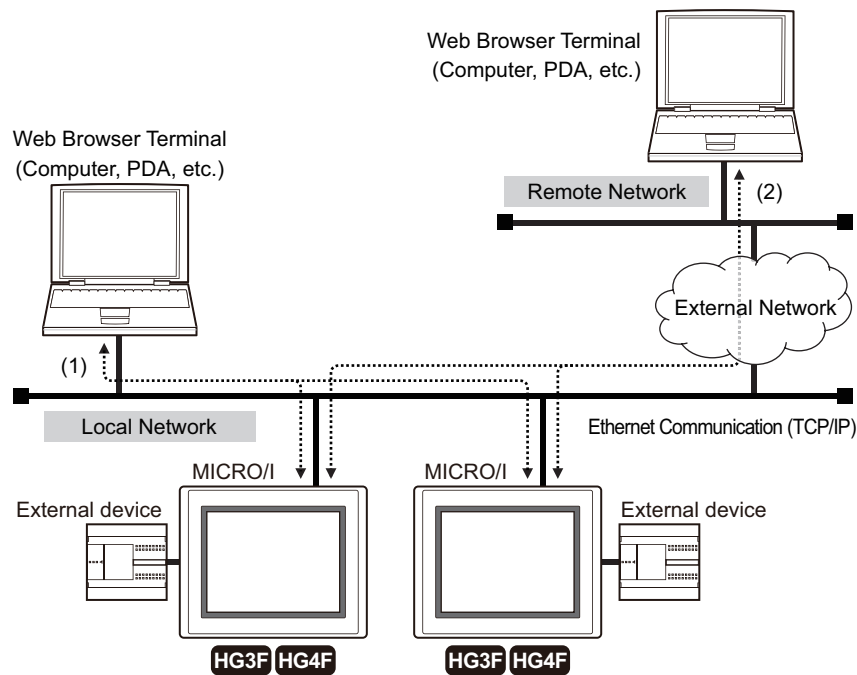 Web Browser Terminal
(Computer, PDA, etc.)
Web Browser Terminal
(Computer, PDA, etc.)
Remote Network
(2)
External Network
(1)
Local Network
Ethernet Communication (TCP/IP)
MICRO/I
MICRO/I
External device
External device
HG3F HG4F
HG3F HG4F